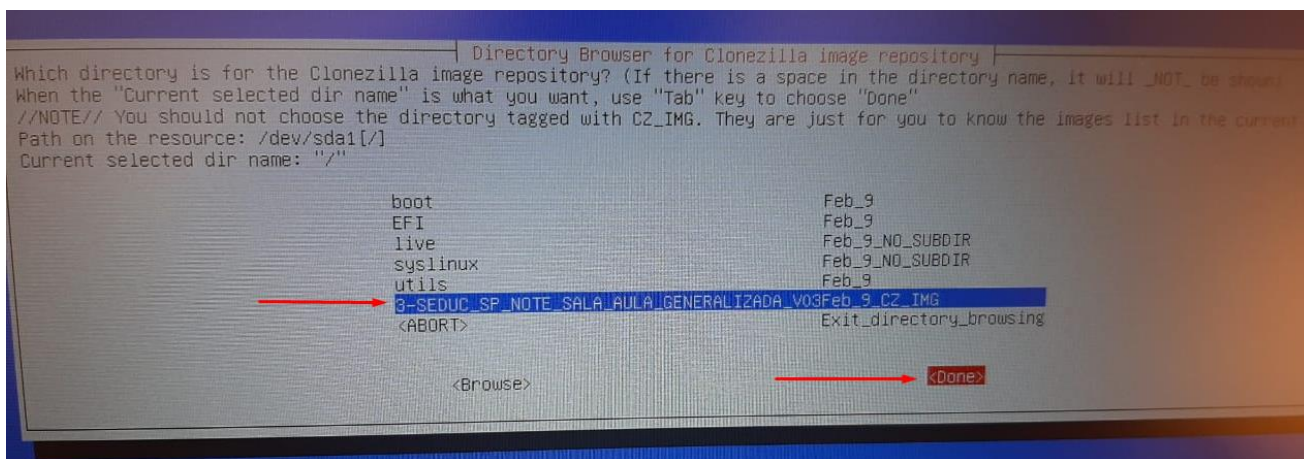 Directory Browser for Clonezilla image repository
Which directory is for the Clonezilla image repository? (If there is a space in the directory name, it will _NOT_ be shown)
When the "Current selected dir name" is what you want, use "Tab" key to choose "Done"
//NOTE// You should not choose the directory tagged with CZ_IMG. They are just for you to know the images list in the current
Path on the resource: /dev/sda1[/]
Current selected dir name: "/"
boot Feb_9
EFI Feb_9
live Feb_9_NO_SUBDIR
syslinux Feb_9_NO_SUBDIR
utils Feb_9
3-SEDUC_SP_NOTE_SALA_AULA_GENERALIZADA_V03Feb_9_CZ_IMG
<ABORT> Exit_directory_browsing
<Browse> <Done>